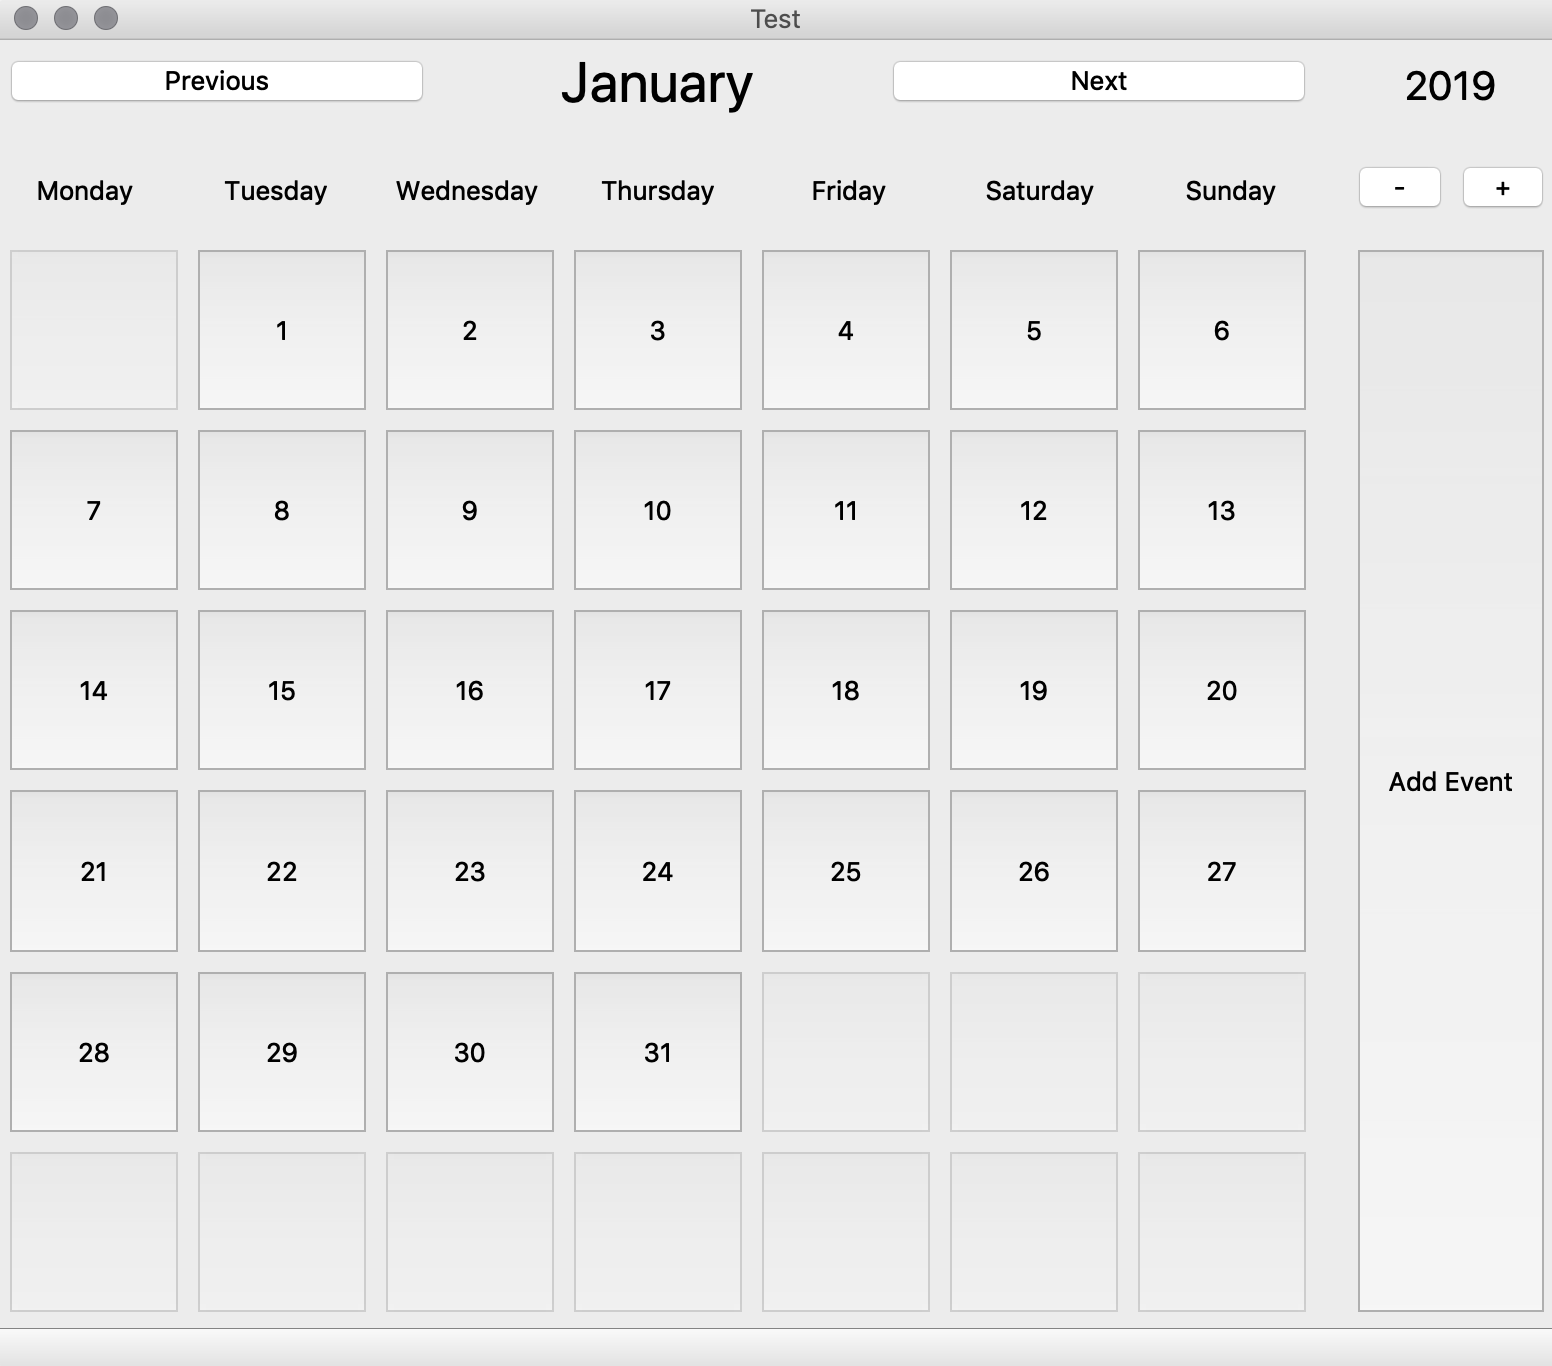 Test
Previous January Next 2019
Monday Tuesday Wednesday Thursday Friday Saturday Sunday - +
1 2 3 4 5 6
7 8 9 10 11 12 13
14 15 16 17 18 19 20
Add Event
21 22 23 24 25 26 27
28 29 30 31